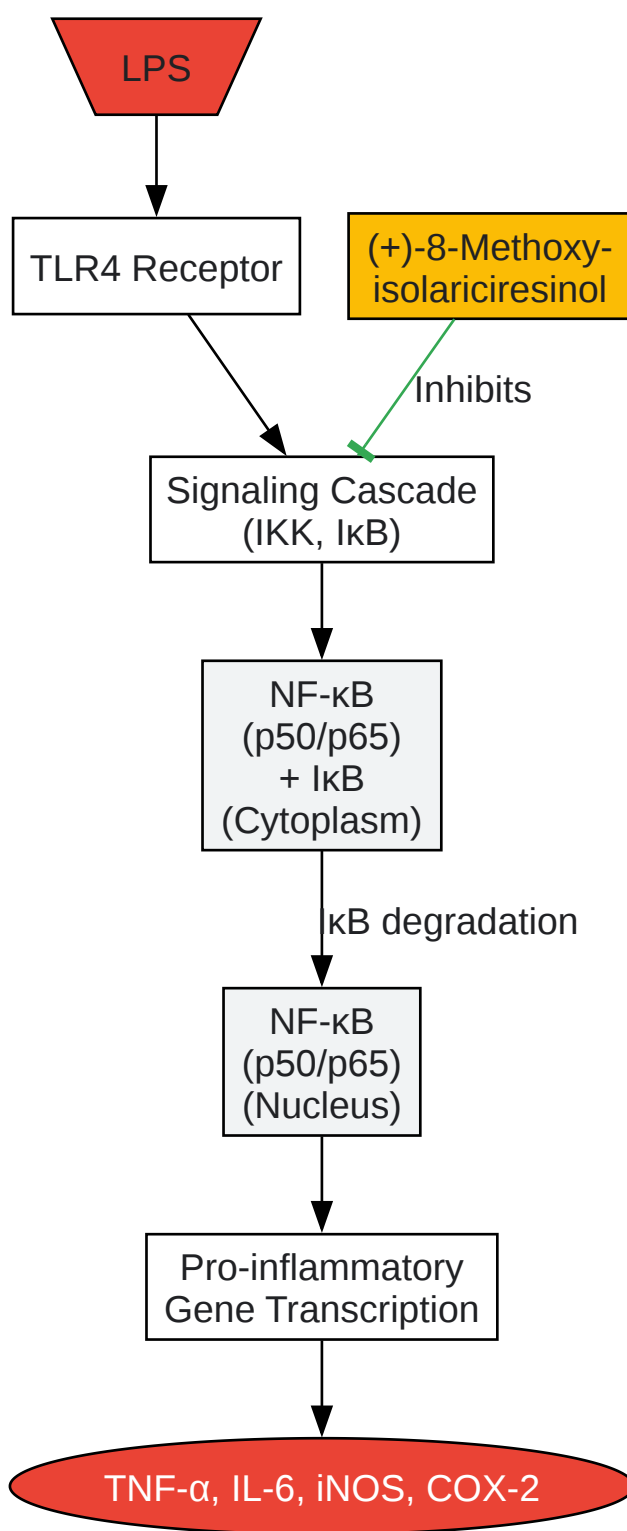 LPS
TLR4 Receptor
(+)-8-Methoxy-
isolariciresinol
Inhibits
Signaling Cascade
(IKK, IκB)
NF-κB
(p50/p65)
+ IκB
(Cytoplasm)
IκB degradation
NF-κB
(p50/p65)
(Nucleus)
Pro-inflammatory
Gene Transcription
TNF-α, IL-6, iNOS, COX-2